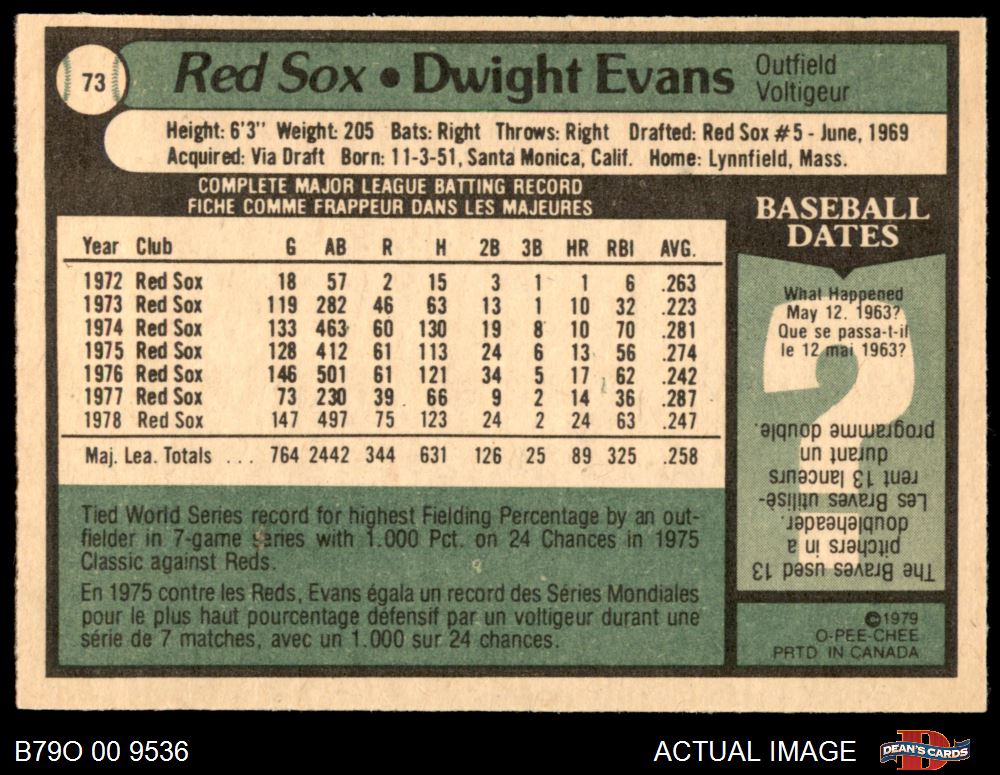 73
Red Sox • Dwight Evans
Outfield
Voltigeur
Height: 6'3" Weight: 205 Bats: Right Throws: Right Drafted: Red Sox #5 - June, 1969
Acquired: Via Draft Born: 11-3-51, Santa Monica, Calif. Home: Lynnfield, Mass.
COMPLETE MAJOR LEAGUE BATTING RECORD
FICHE COMME FRAPPEUR DANS LES MAJEURES
Year Club G AB R H 2B 3B HR RBI AVG.
1972 Red Sox 18 57 2 15 3 1 1 6 .263
1973 Red Sox 119 282 46 63 13 1 10 32 .223
1974 Red Sox 133 463 60 130 19 8 10 70 .281
1975 Red Sox 128 412 61 113 24 6 13 56 .274
1976 Red Sox 146 501 61 121 34 5 17 62 .242
1977 Red Sox 73 230 39 66 9 2 14 36 .287
1978 Red Sox 147 497 75 123 24 2 24 63 .247
Maj. Lea. Totals ... 764 2442 344 631 126 25 89 325 .258
Tied World Series record for highest Fielding Percentage by an out-
fielder in 7-game series with 1.000 Pct. on 24 Chances in 1975
Classic against Reds.
En 1975 contre les Reds, Evans égala un record des Séries Mondiales
pour le plus haut pourcentage défensif par un voltigeur durant une
série de 7 matches, avec un 1.000 sur 24 chances.
BASEBALL
DATES
What Happened
May 12. 1963?
Que se passa-t-il
le 12 mai 1963?
The Braves used 13
pitchers in a
doubleheader.
Les Braves utilisè-
rent 13 lanceurs
durant un
programme double.
©1979
O-PEE-CHEE
PRTD IN CANADA
B79O 00 9536
ACTUAL IMAGE
DEAN'S CARDS